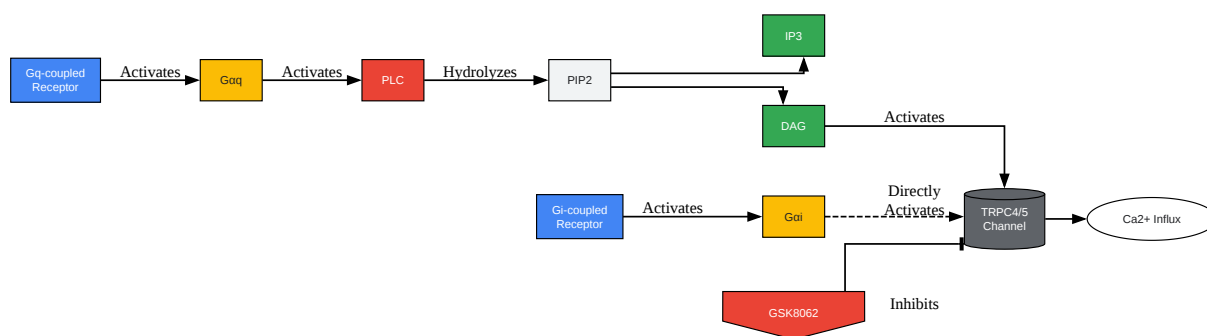 IP3
Gq-coupled
Receptor
Activates
Gαq
Activates
PLC
Hydrolyzes
PIP2
DAG
Activates
Gi-coupled
Receptor
Activates
Gαi
Directly
Activates
TRPC4/5
Channel
Ca2+ Influx
GSK8062
Inhibits